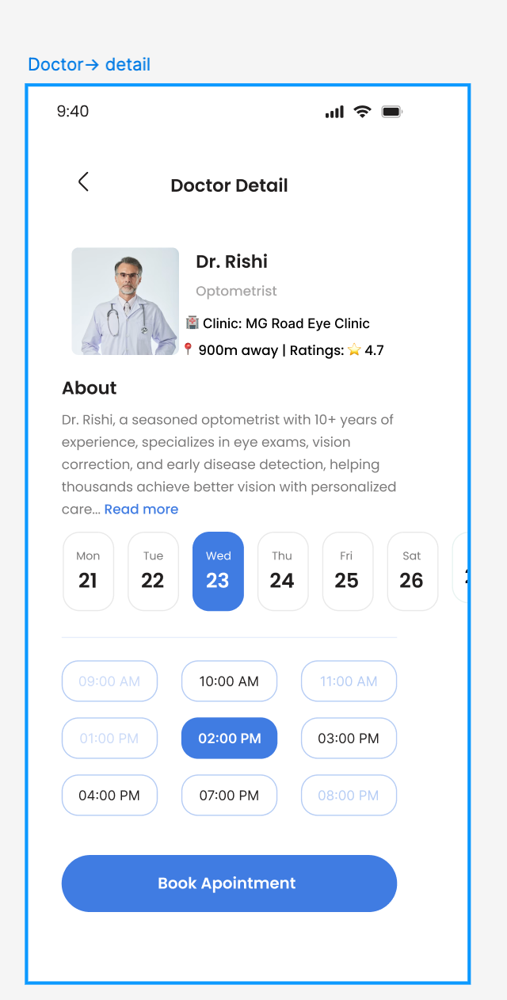 Doctor→ detail
9:40
Doctor Detail
Dr. Rishi
Optometrist
🏥 Clinic: MG Road Eye Clinic
📍 900m away | Ratings: ⭐ 4.7
About
Dr. Rishi, a seasoned optometrist with 10+ years of
experience, specializes in eye exams, vision
correction, and early disease detection, helping
thousands achieve better vision with personalized
care... Read more
Mon Tue Wed Thu Fri Sat
21 22 23 24 25 26
09:00 AM 10:00 AM 11:00 AM
01:00 PM 02:00 PM 03:00 PM
04:00 PM 07:00 PM 08:00 PM
Book Apointment